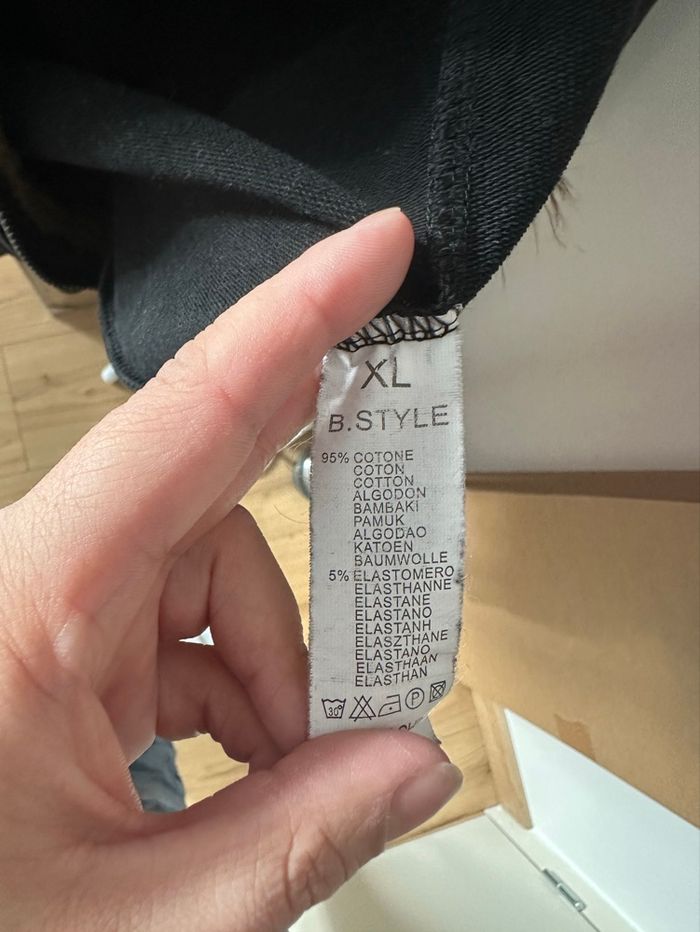 XL
B.STYLE
95% COTONE
COTON
COTTON
ALGODON
BAMBAKI
PAMUK
ALGODAO
KATOEN
BAUMWOLLE
5% ELASTOMERO
ELASTHANNE
ELASTANE
ELASTANO
ELASTANH
ELASZTHANE
ELASTANO
ELASTHAAN
ELASTHAN
30° P